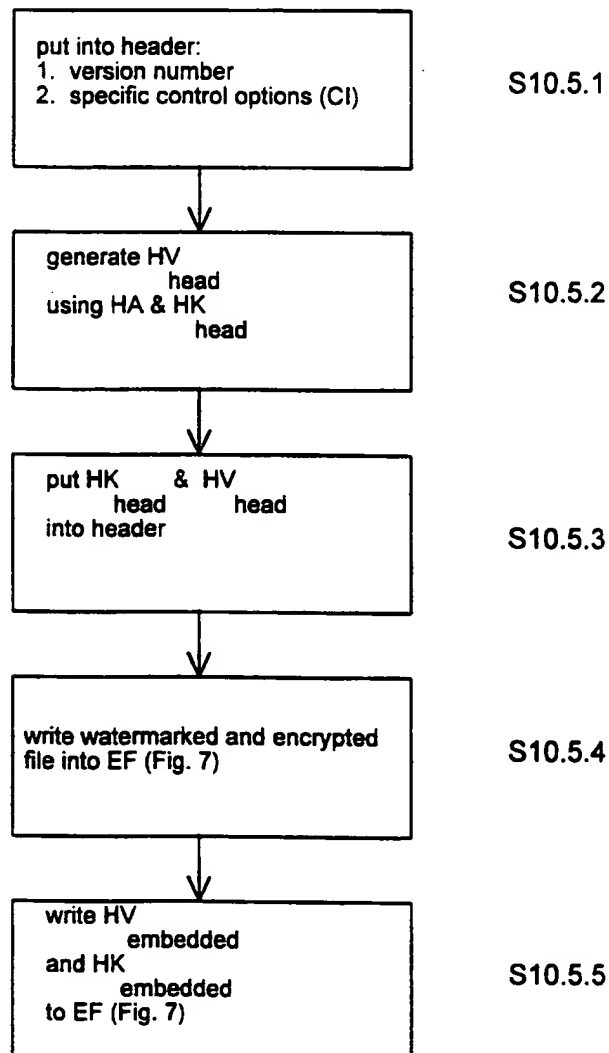 put into header:
1. version number
2. specific control options (CI)
S10.5.1
generate HV
head
using HA & HK
head
S10.5.2
put HK & HV
head head
into header
S10.5.3
write watermarked and encrypted
file into EF (Fig. 7)
S10.5.4
write HV
embedded
and HK
embedded
to EF (Fig. 7)
S10.5.5